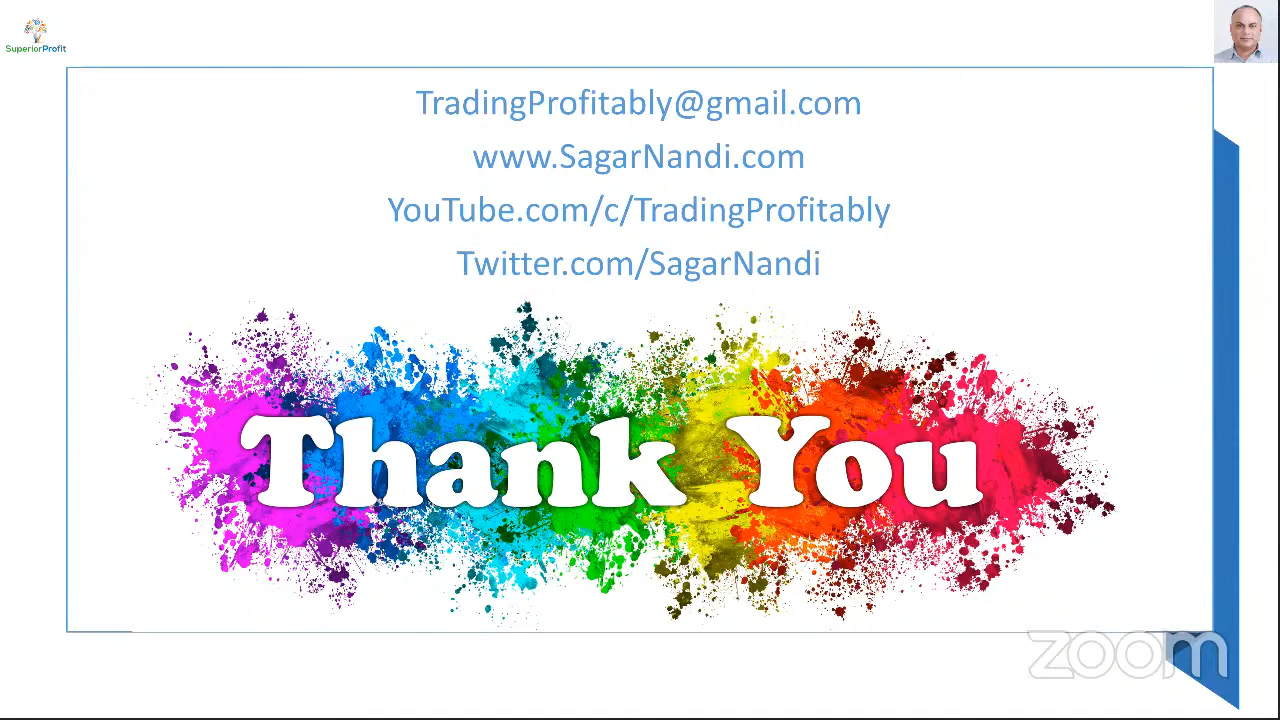 SuperiorProfit
TradingProfitably@gmail.com
www.SagarNandi.com
YouTube.com/c/TradingProfitably
Twitter.com/SagarNandi
Thank You
zoom